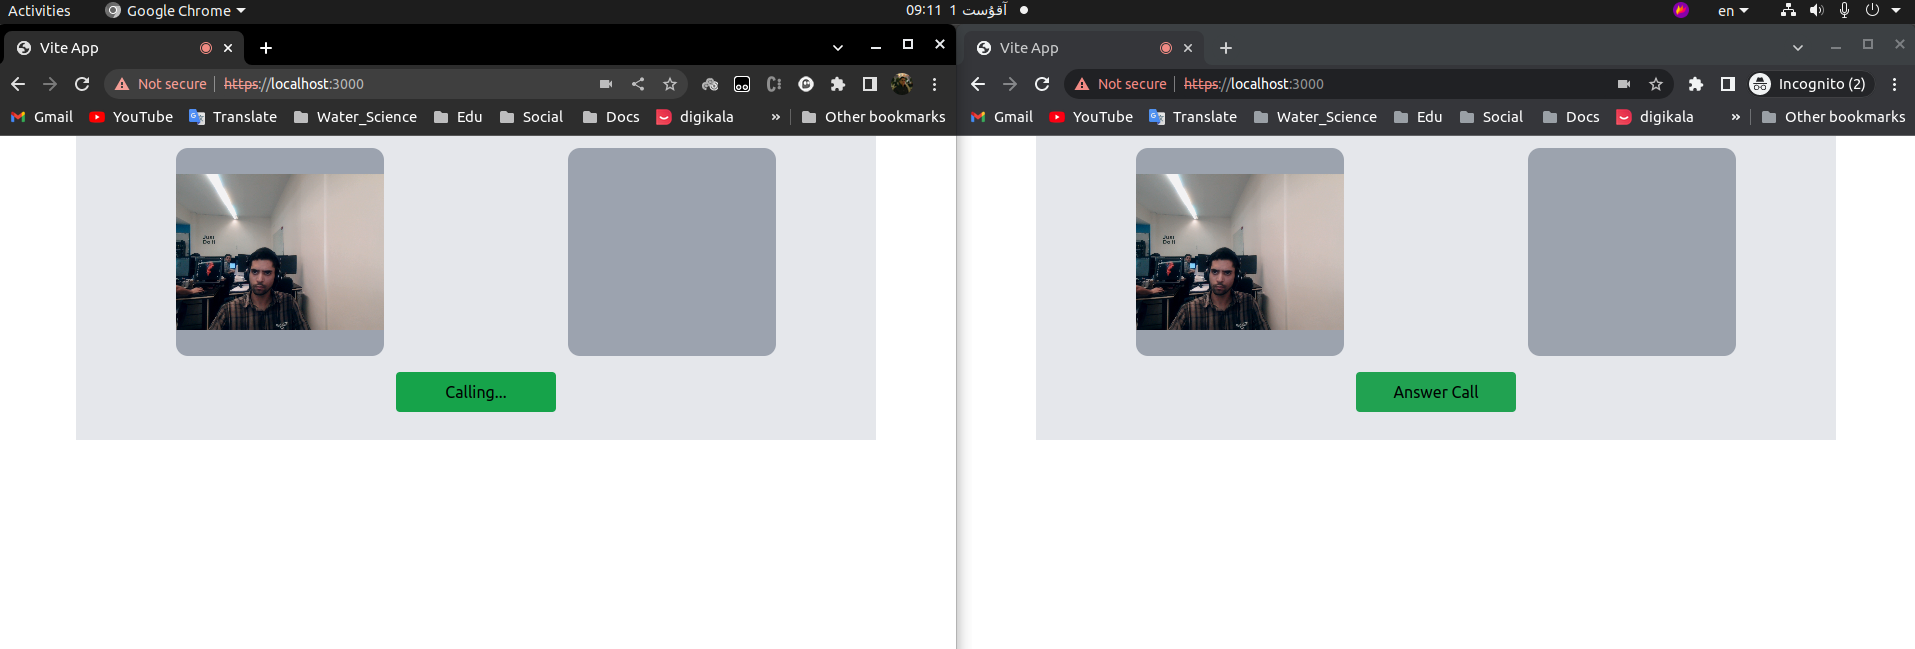 Activities Google Chrome 09:11 1 آقۇست en
Vite App
Not secure https://localhost:3000
Gmail YouTube Translate Water_Science Edu Social Docs digikala » Other bookmarks
Calling...
Vite App
Not secure https://localhost:3000 Incognito (2)
Gmail YouTube Translate Water_Science Edu Social Docs digikala » Other bookmarks
Answer Call